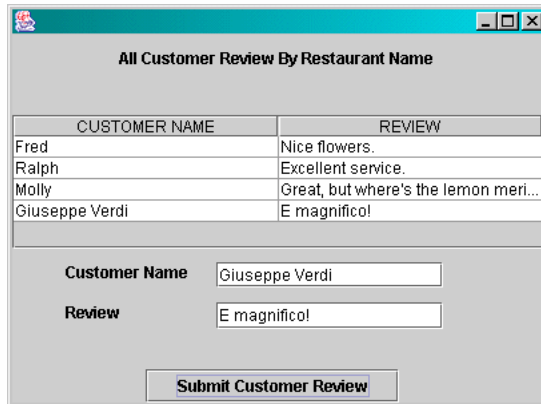 All Customer Review By Restaurant Name
CUSTOMER NAME REVIEW
Fred Nice flowers.
Ralph Excellent service.
Molly Great, but where's the lemon meri...
Giuseppe Verdi E magnifico!
Customer Name Giuseppe Verdi
Review E magnifico!
Submit Customer Review